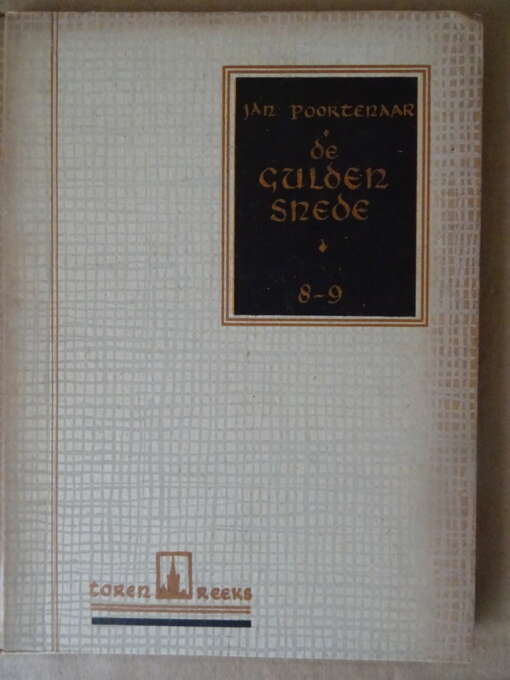 Jan Poortenaar
de
GULDEN
SNEDE
8-9
toren reeks